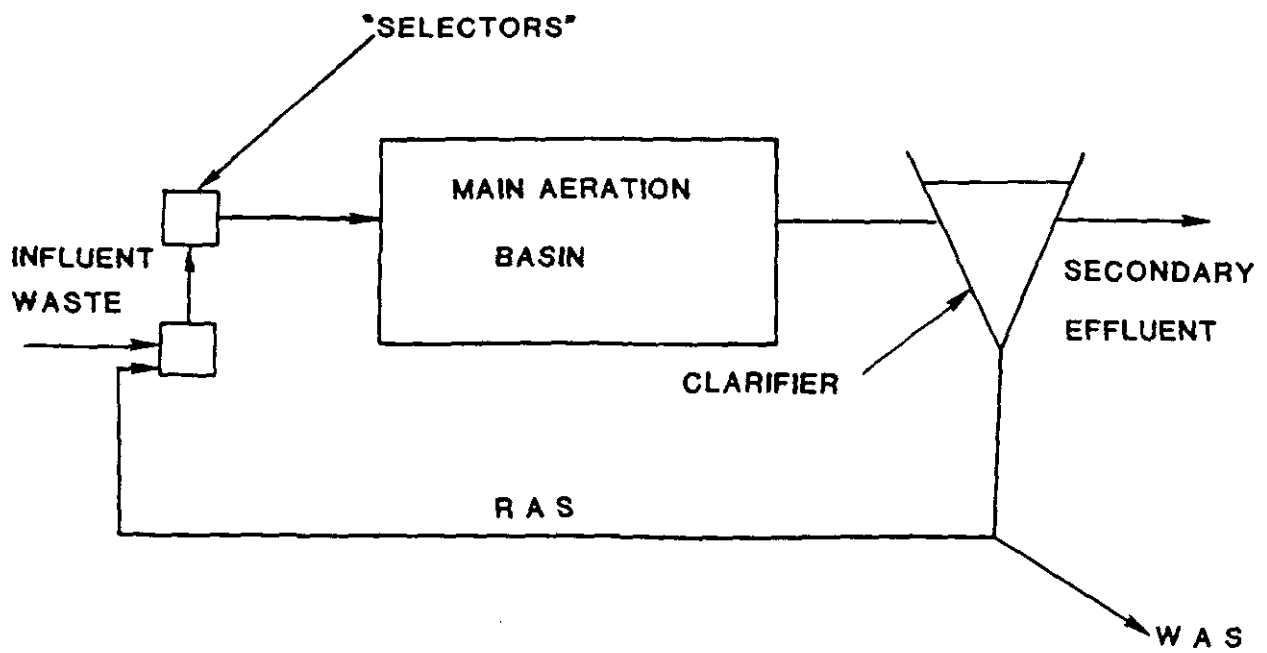 "SELECTORS"
MAIN AERATION
BASIN
INFLUENT
WASTE
SECONDARY
EFFLUENT
CLARIFIER
R A S
W A S